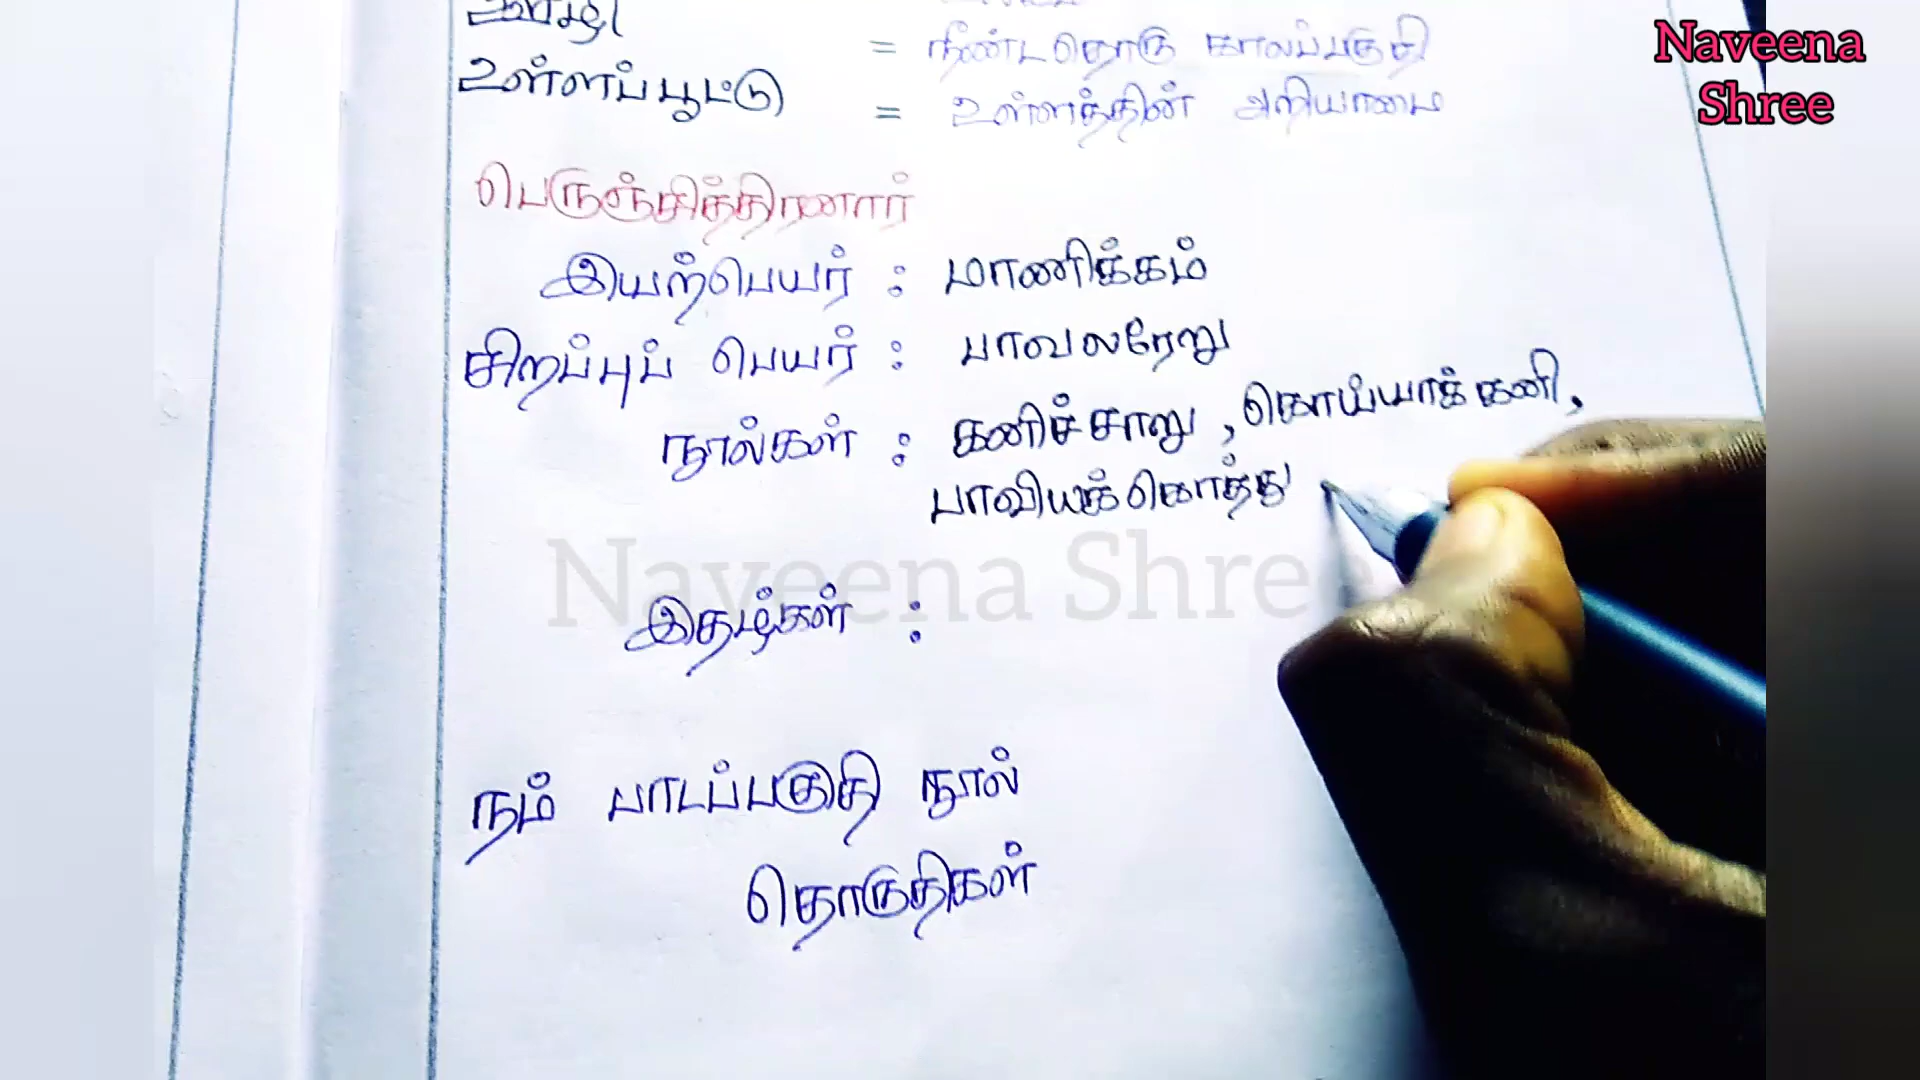 ஊழி
= நீண்டதொரு காலப்பகுதி
உள்ளப்பூட்டு = உள்ளத்தின் அறியாமை
Naveena
Shree
பெருஞ்சித்திரனார்
இயற்பெயர் : மாணிக்கம்
சிறப்புப் பெயர் : பாவலரேறு
நூல்கள் : கனிச்சாறு , கொய்யாக் கனி,
பாவியக்கொத்து
Naveena Shree
இதழ்கள் :
நம் பாடப்பகுதி நூல்
தொகுதிகள்